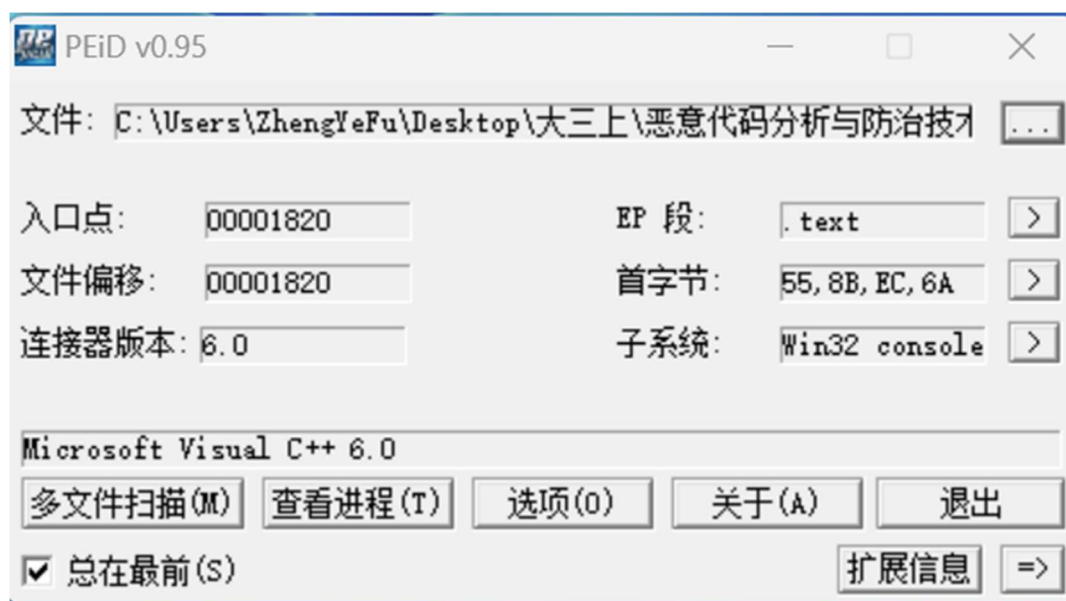 PEiD v0.95
文件: C:\Users\ZhengYeFu\Desktop\大三上\恶意代码分析与防治技术 ...
入口点: 00001820 EP 段: .text >
文件偏移: 00001820 首字节: 55,8B,EC,6A >
连接器版本: 6.0 子系统: Win32 console >
Microsoft Visual C++ 6.0
多文件扫描(M) 查看进程(T) 选项(O) 关于(A) 退出
总在最前(S) 扩展信息 =>